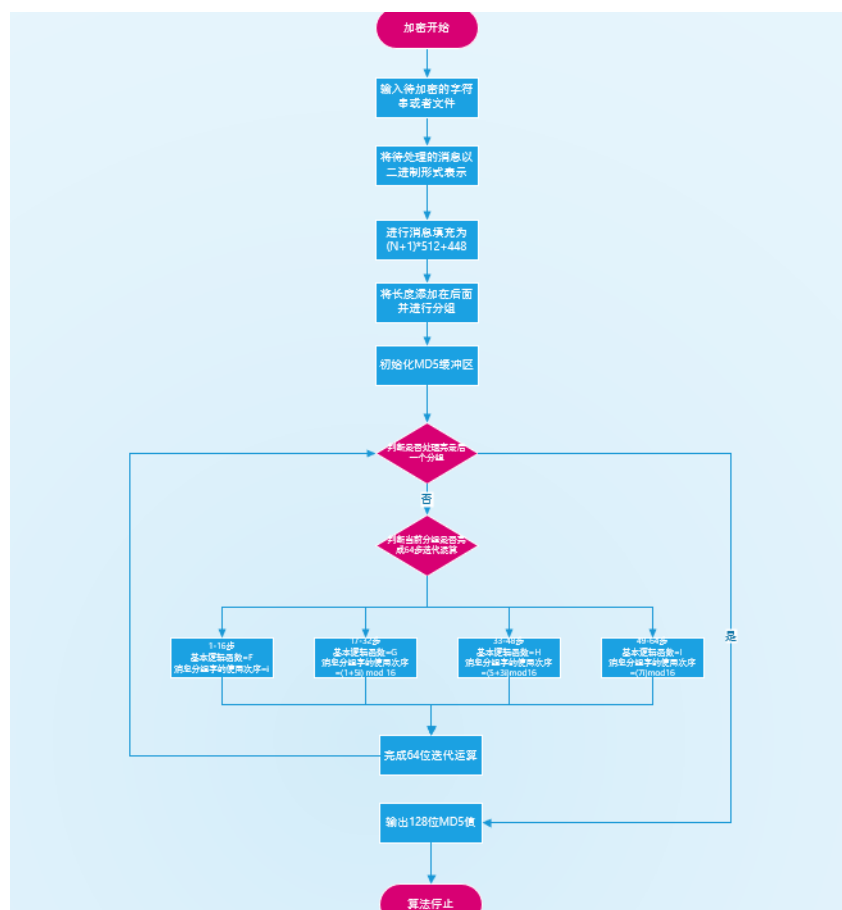 加密开始
输入待加密的字符
串或者文件
将待处理的消息以
二进制形式表示
进行消息填充为
(N+1)*512+448
将长度添加在后面
并进行分组
初始化MD5缓冲区
判断是否处理完最后
一个分组
否
判断当前分组是否完
成64步迭代运算
是
1-16步
基本逻辑函数=F
消息分组字的使用次序=i
17-32步
基本逻辑函数=G
消息分组字的使用次序
=(1+5i) mod 16
33-48步
基本逻辑函数=H
消息分组字的使用次序
=(5+3i)mod16
49-64步
基本逻辑函数=I
消息分组字的使用次序
=(7i)mod16
完成64位迭代运算
输出128位MD5值
算法停止